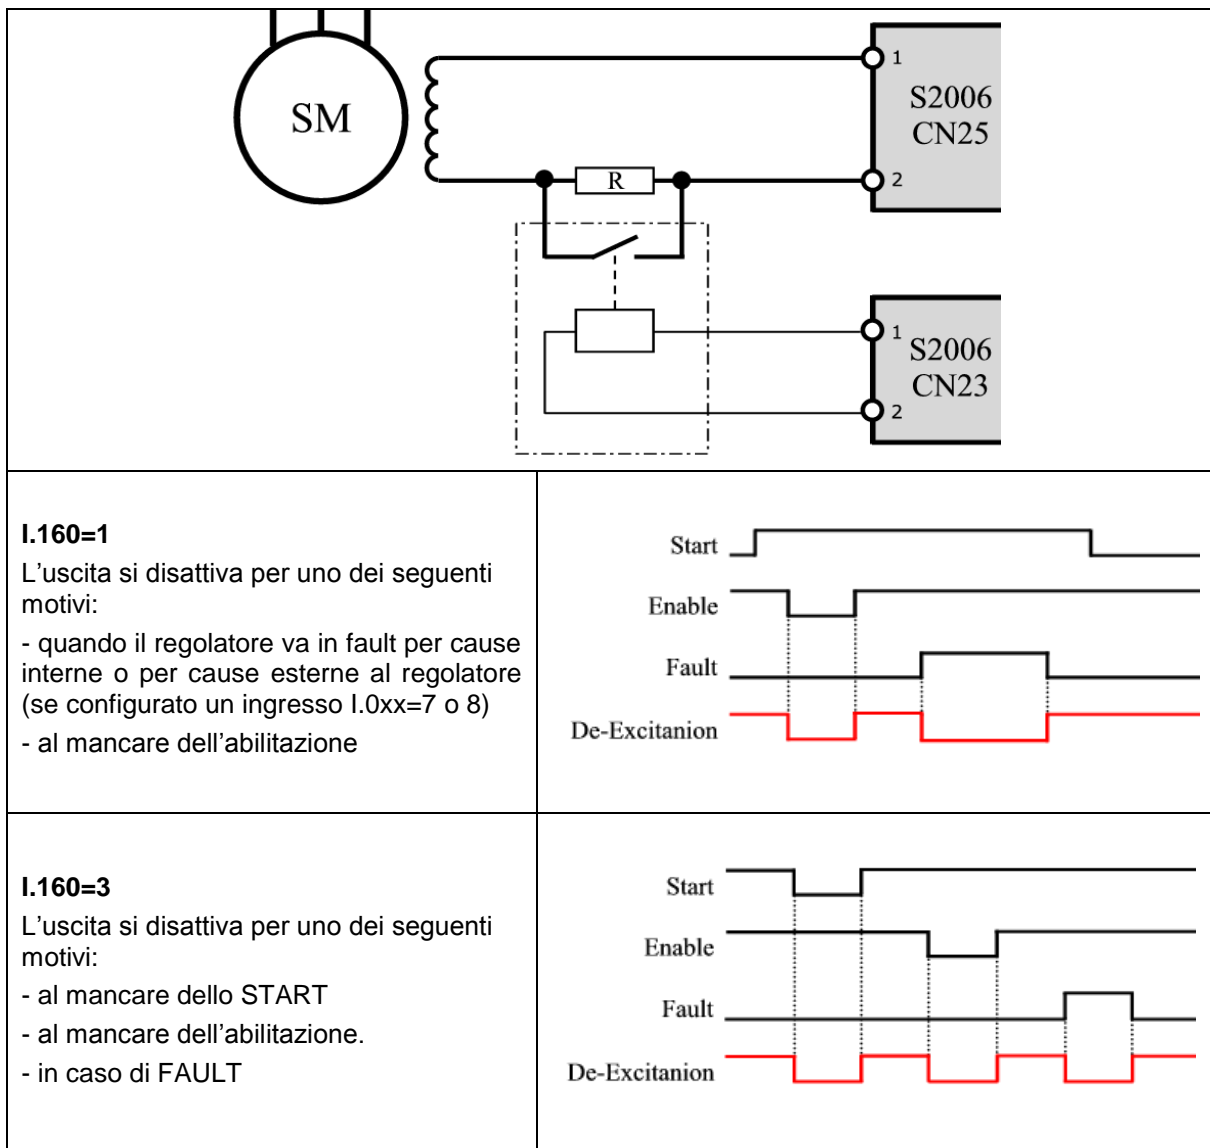 SM
1
S2006
CN25
R
2
1
S2006
CN23
2
I.160=1
L'uscita si disattiva per uno dei seguenti
motivi:
- quando il regolatore va in fault per cause
interne o per cause esterne al regolatore
(se configurato un ingresso I.0xx=7 o 8)
- al mancare dell'abilitazione
Start
Enable
Fault
De-Excitanion
I.160=3
L'uscita si disattiva per uno dei seguenti
motivi:
- al mancare dello START
- al mancare dell'abilitazione.
- in caso di FAULT
Start
Enable
Fault
De-Excitanion